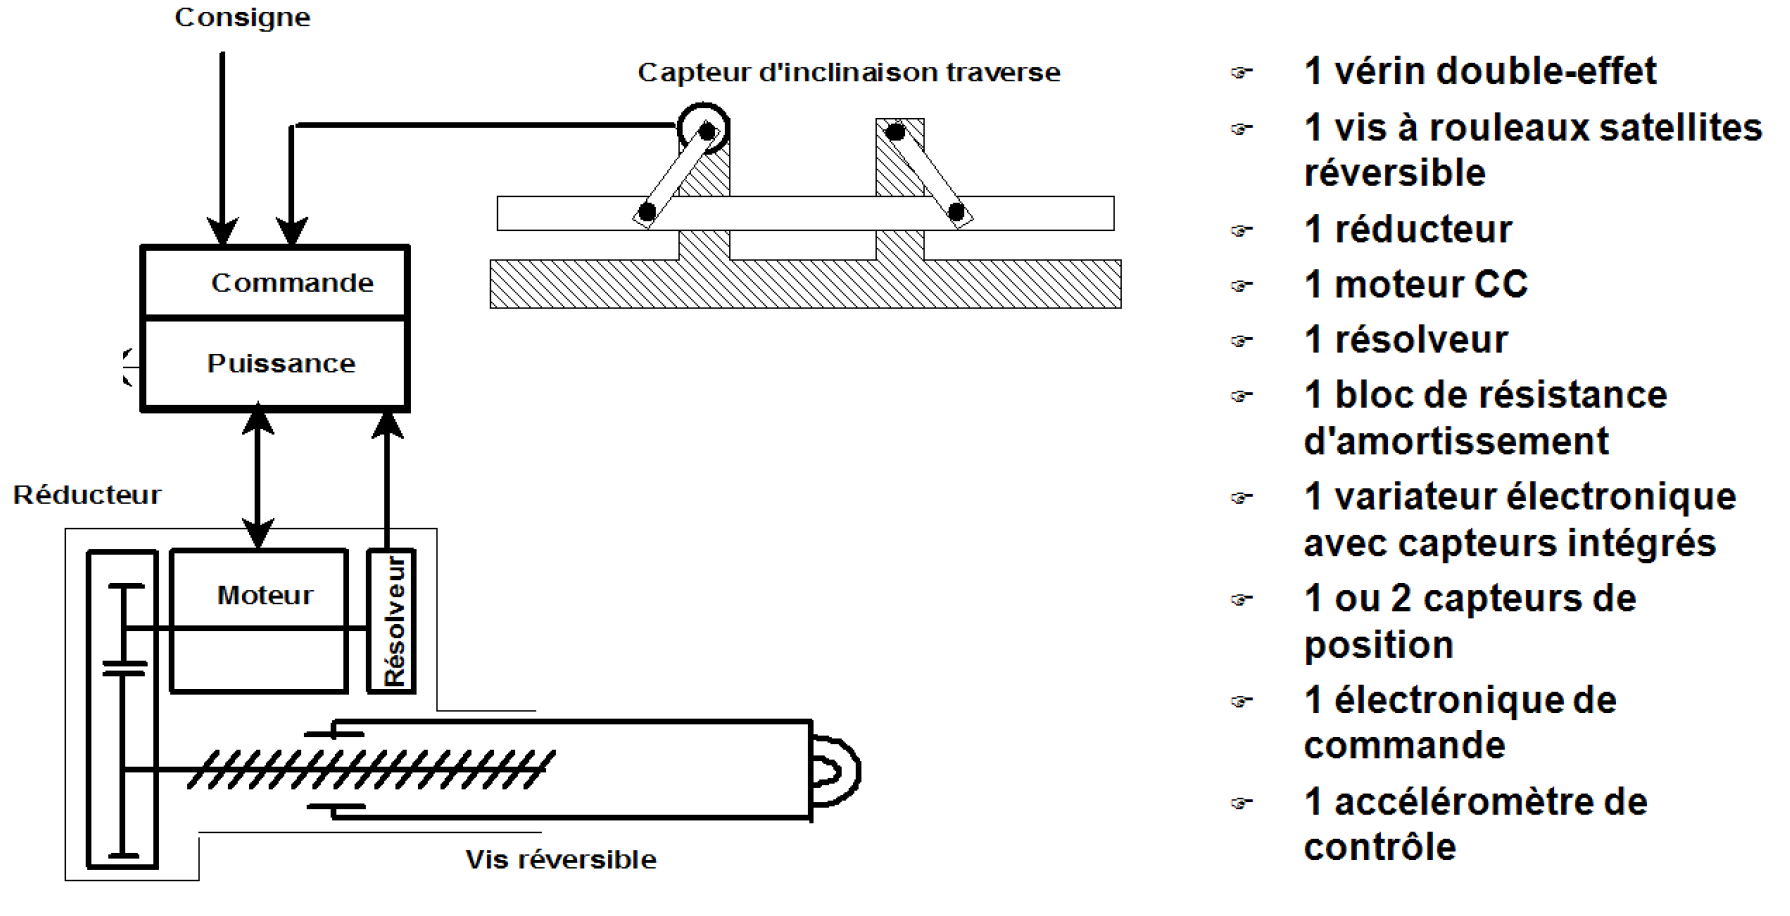 Consigne
Capteur d'inclinaison traverse
Commande
Puissance
Réducteur
Moteur
Résolveur
Vis réversible
1 vérin double-effet
1 vis à rouleaux satellites
réversible
1 réducteur
1 moteur CC
1 résolveur
1 bloc de résistance
d'amortissement
1 variateur électronique
avec capteurs intégrés
1 ou 2 capteurs de
position
1 électronique de
commande
1 accéléromètre de
contrôle